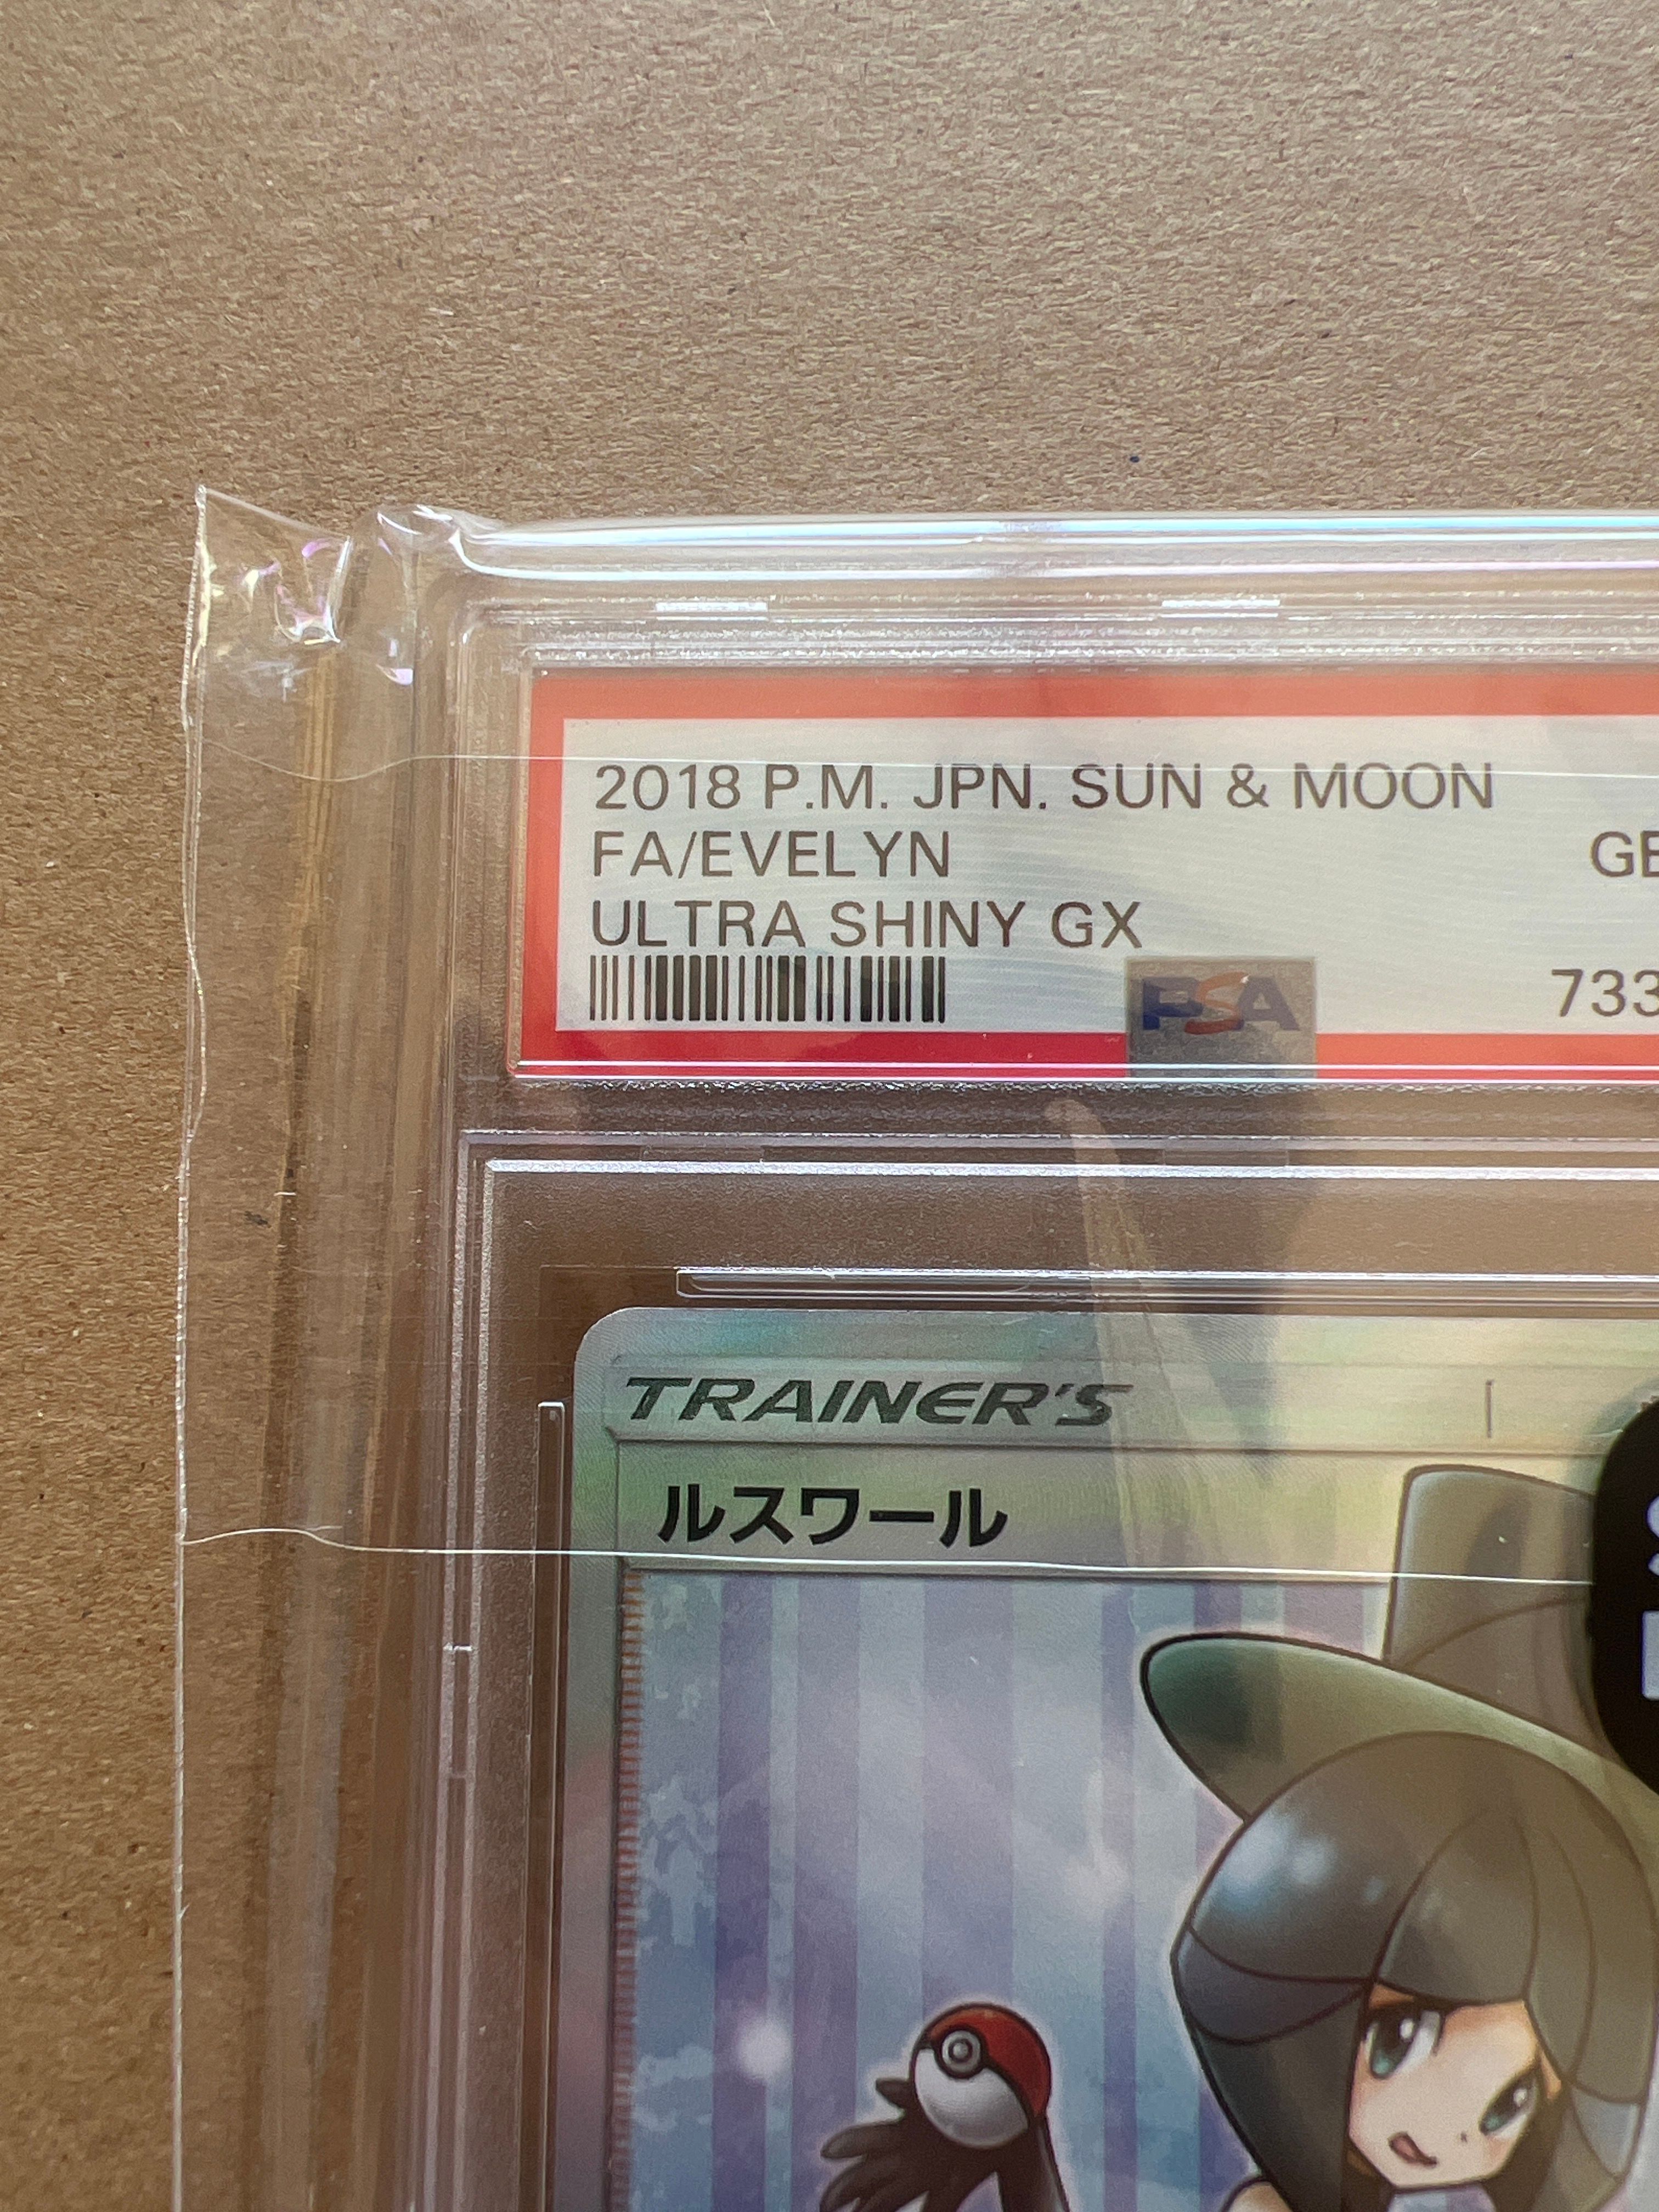 2018 P.M. JPN. SUN & MOON
FA/EVELYN
ULTRA SHINY GX
PSA
TRAINER'S
ルスワール